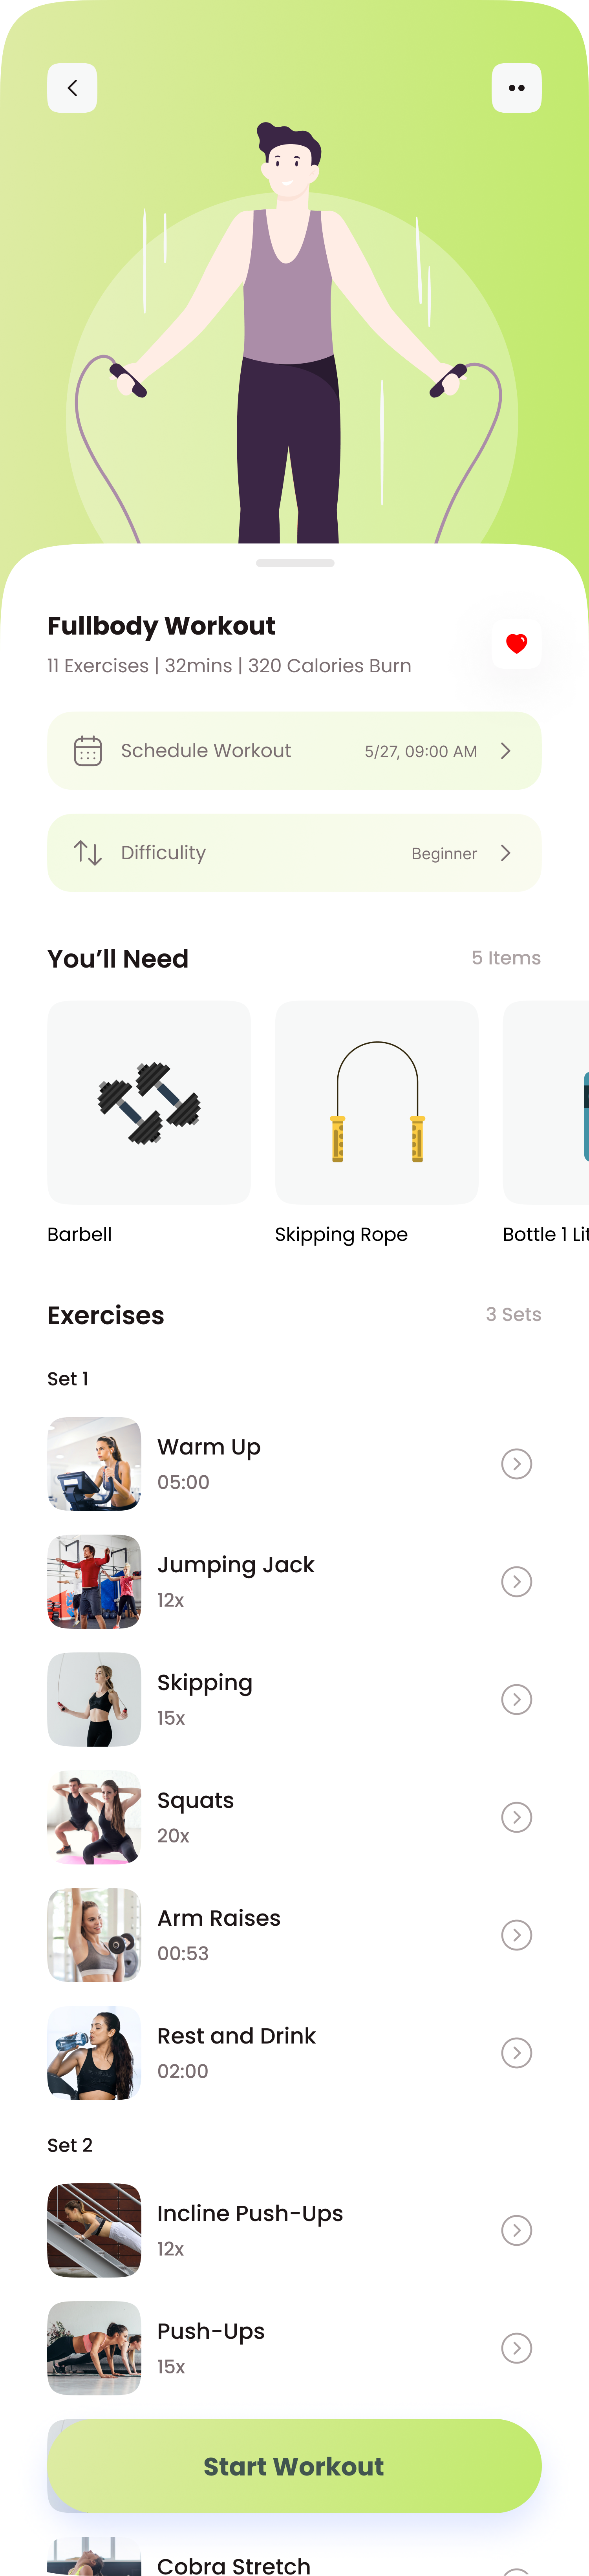 Fullbody Workout
11 Exercises | 32mins | 320 Calories Burn
Schedule Workout 5/27, 09:00 AM
Difficulity Beginner
You’ll Need 5 Items
Barbell Skipping Rope Bottle 1 Lit
Exercises 3 Sets
Set 1
Warm Up
05:00
Jumping Jack
12x
Skipping
15x
Squats
20x
Arm Raises
00:53
Rest and Drink
02:00
Set 2
Incline Push-Ups
12x
Push-Ups
15x
Start Workout
Cobra Stretch